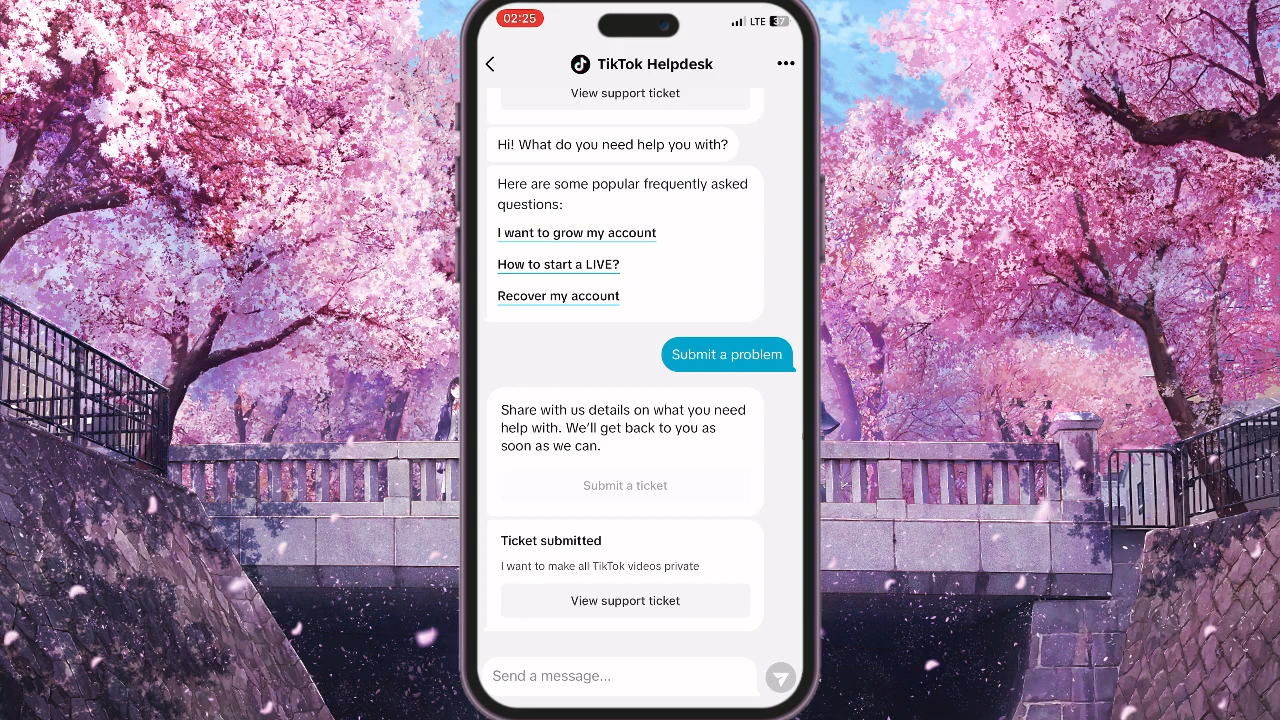 02:25
LTE 37
TikTok Helpdesk
View support ticket
Hi! What do you need help you with?
Here are some popular frequently asked
questions:
I want to grow my account
How to start a LIVE?
Recover my account
Submit a problem
Share with us details on what you need
help with. We’ll get back to you as
soon as we can.
Submit a ticket
Ticket submitted
I want to make all TikTok videos private
View support ticket
Send a message...